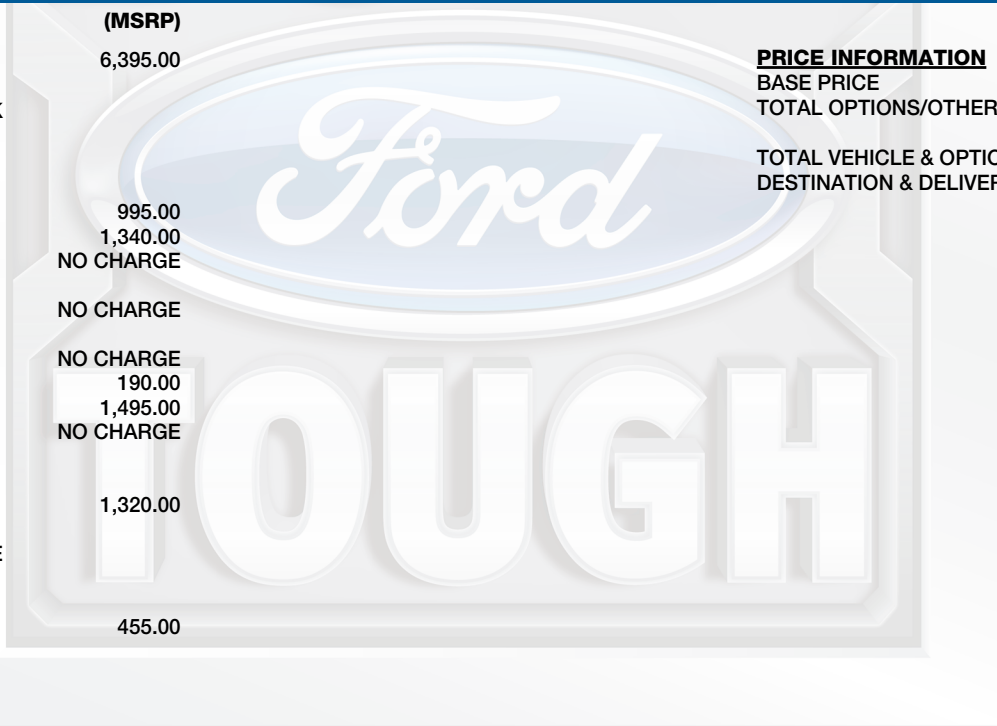 (MSRP)
6,395.00
K
995.00
1,340.00
NO CHARGE
NO CHARGE
NO CHARGE
190.00
1,495.00
NO CHARGE
1,320.00
E
455.00
PRICE INFORMATION
BASE PRICE
TOTAL OPTIONS/OTHER
TOTAL VEHICLE & OPTIO
DESTINATION & DELIVER
Ford
TOUGH